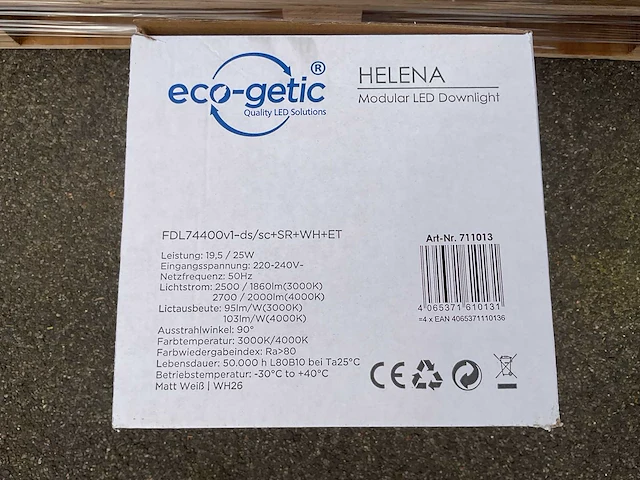 eco-getic®
Quality LED Solutions
HELENA
Modular LED Downlight
FDL74400v1-ds/sc+SR+WH+ET
Leistung: 19,5 / 25W
Eingangsspannung: 220-240V~
Netzfrequenz: 50Hz
Lichtstrom: 2500 / 1860lm(3000K)
2700 / 2000lm(4000K)
Lictausbeute: 95lm/W(3000K)
103lm/W(4000K)
Ausstrahlwinkel: 90°
Farbtemperatur: 3000K/4000K
Farbwiedergabeindex: Ra>80
Lebensdauer: 50.000 h L80B10 bei Ta25°C
Betriebstemperatur: -30°C to +40°C
Matt Weiß | WH26
Art-Nr. 711013
4 065371 610131
=4 x EAN 4065371110136
CE